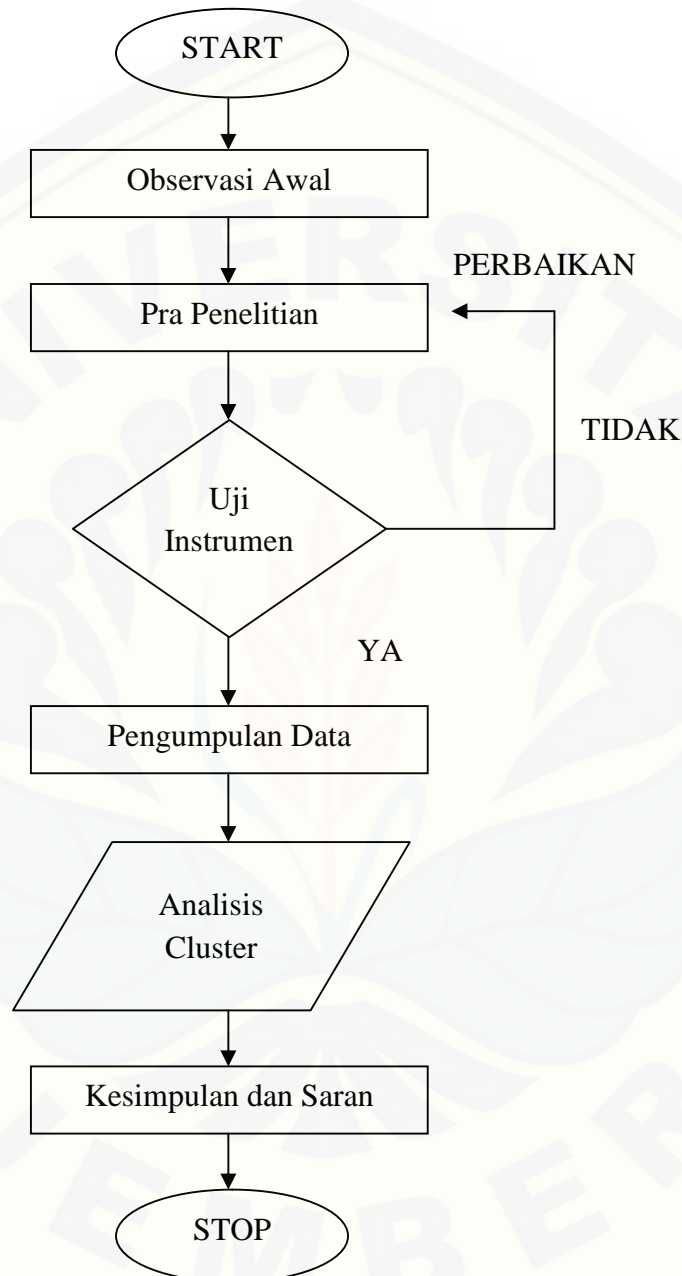 START
Observasi Awal
PERBAIKAN
Pra Penelitian
TIDAK
Uji
Instrumen
YA
Pengumpulan Data
Analisis
Cluster
Kesimpulan dan Saran
STOP